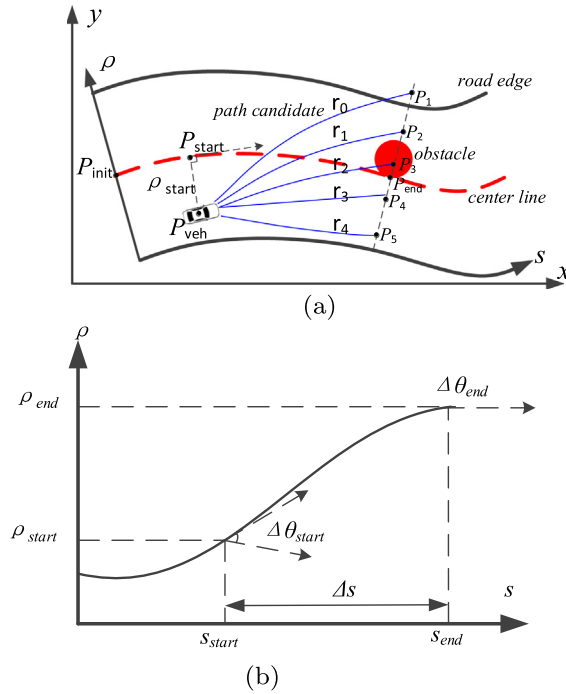 y
ρ
road edge
P1
path candidate
r0
r1
P2
Pstart
obstacle
Pinit
r2
P3
ρstart
r3
Pend
center line
P4
Pveh
r4
P5
s
x
(a)
ρ
ρend
Δθend
ρstart
Δθstart
Δs
s
sstart
send
(b)